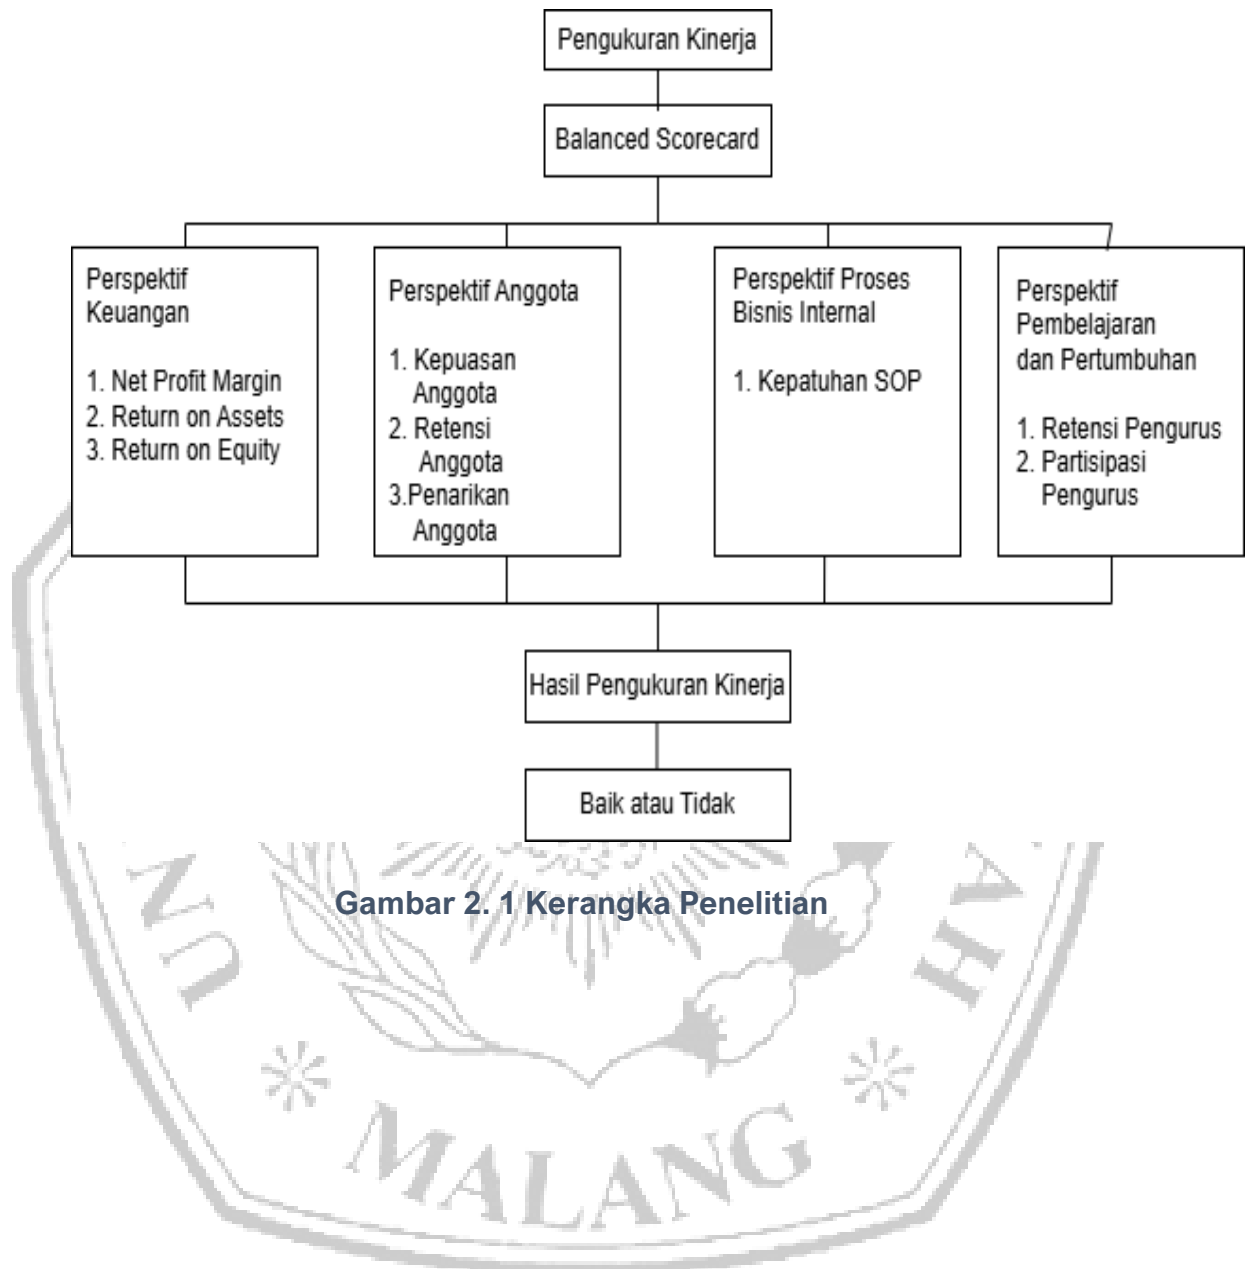 Pengukuran Kinerja
Balanced Scorecard
Perspektif
Keuangan
1. Net Profit Margin
2. Return on Assets
3. Return on Equity
Perspektif Anggota
1. Kepuasan
Anggota
2. Retensi
Anggota
3.Penarikan
Anggota
Perspektif Proses
Bisnis Internal
1. Kepatuhan SOP
Perspektif
Pembelajaran
dan Pertumbuhan
1. Retensi Pengurus
2. Partisipasi
Pengurus
Hasil Pengukuran Kinerja
Baik atau Tidak
Gambar 2. 1 Kerangka Penelitian
MALANG